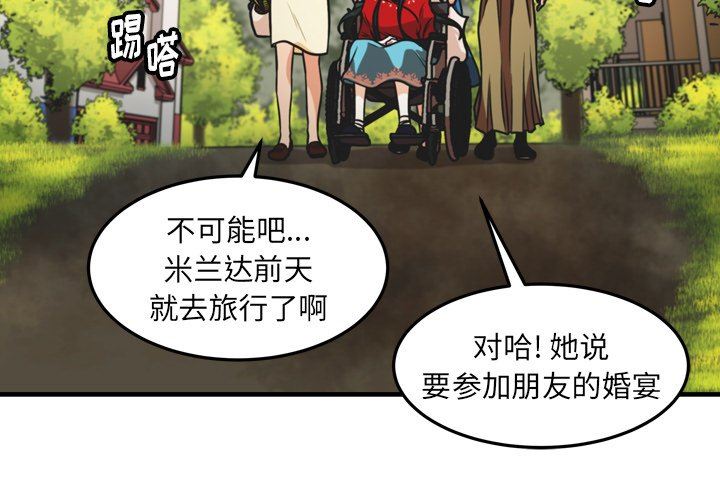 踢嗒
不可能吧…
米兰达前天
就去旅行了啊
对哈! 她说
要参加朋友的婚宴